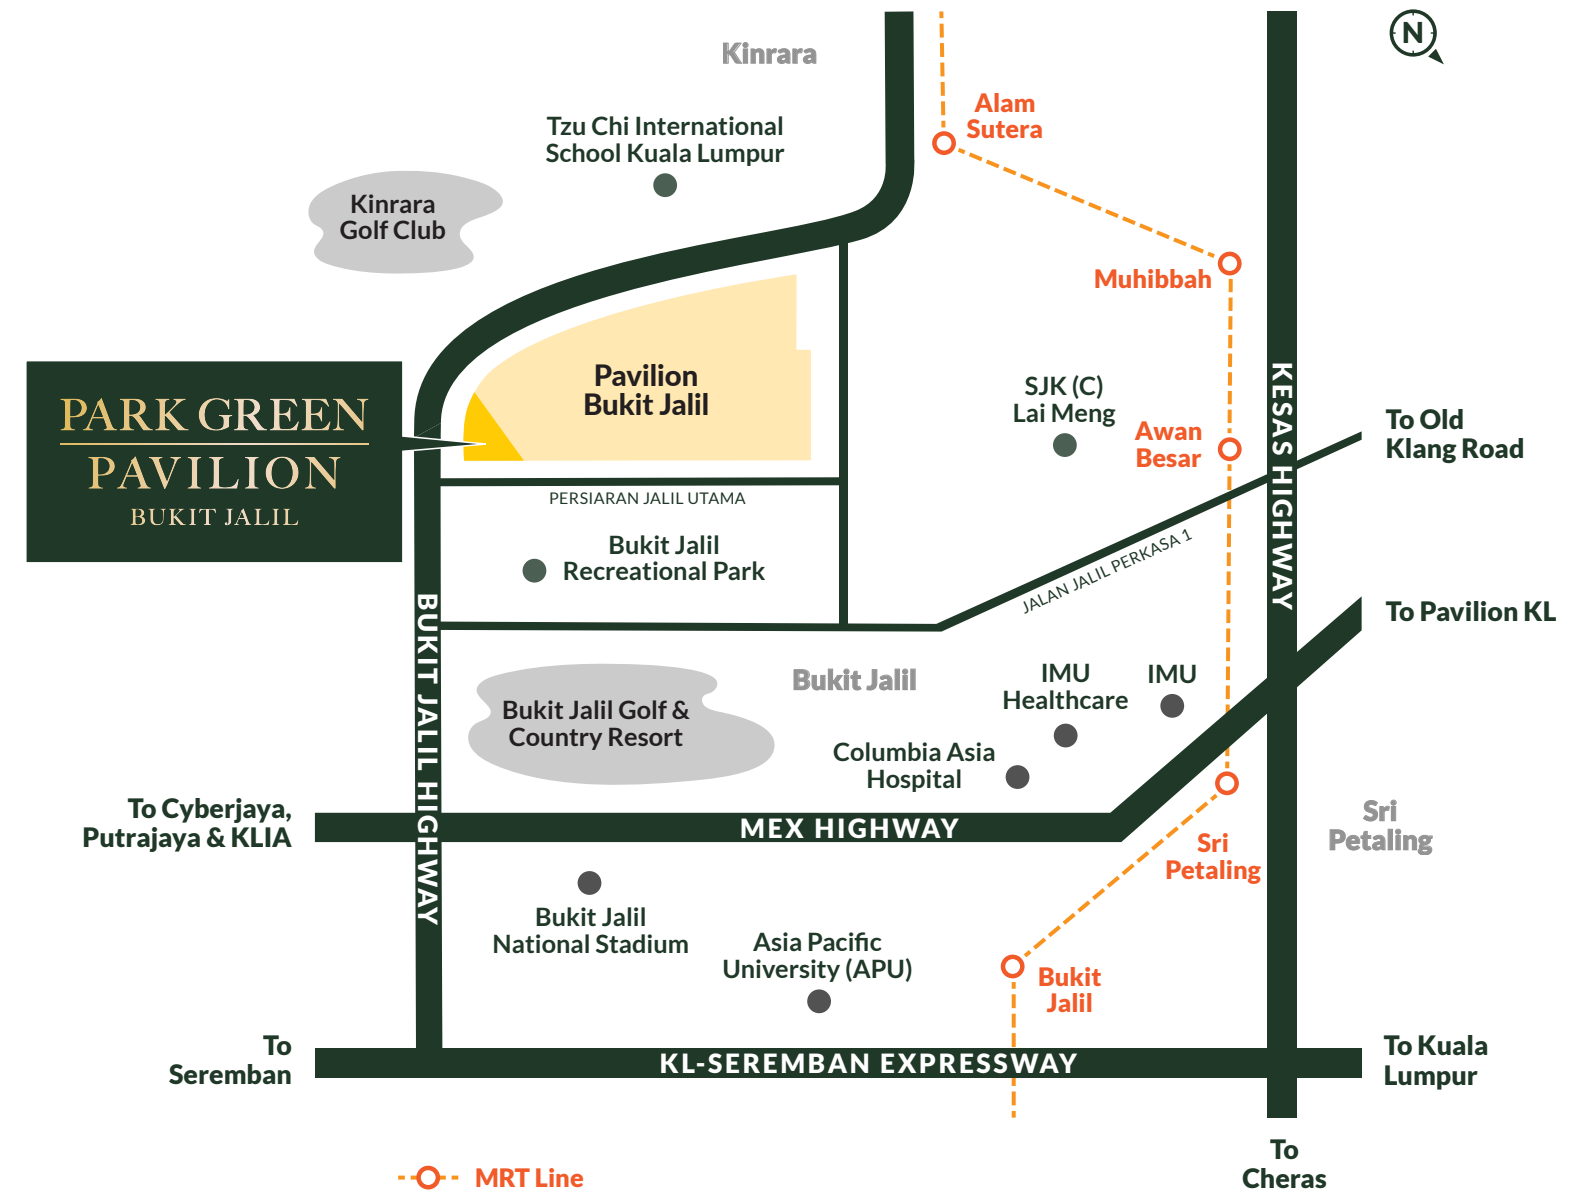 N
Kinrara
Alam
Sutera
Tzu Chi International
School Kuala Lumpur
Kinrara
Golf Club
Muhibbah
Pavilion
Bukit Jalil
SJK (C)
Lai Meng
Awan
Besar
KESAS HIGHWAY
To Old
Klang Road
PARK GREEN
PAVILION
BUKIT JALIL
PERSIARAN JALIL UTAMA
Bukit Jalil
Recreational Park
JALAN JALIL PERKASA 1
To Pavilion KL
BUKIT JALIL HIGHWAY
Bukit Jalil
IMU
Healthcare
IMU
Bukit Jalil Golf &
Country Resort
Columbia Asia
Hospital
To Cyberjaya,
Putrajaya & KLIA
MEX HIGHWAY
Sri
Petaling
Sri
Petaling
Bukit Jalil
National Stadium
Asia Pacific
University (APU)
Bukit
Jalil
To
Seremban
KL-SEREMBAN EXPRESSWAY
To Kuala
Lumpur
To
Cheras
MRT Line